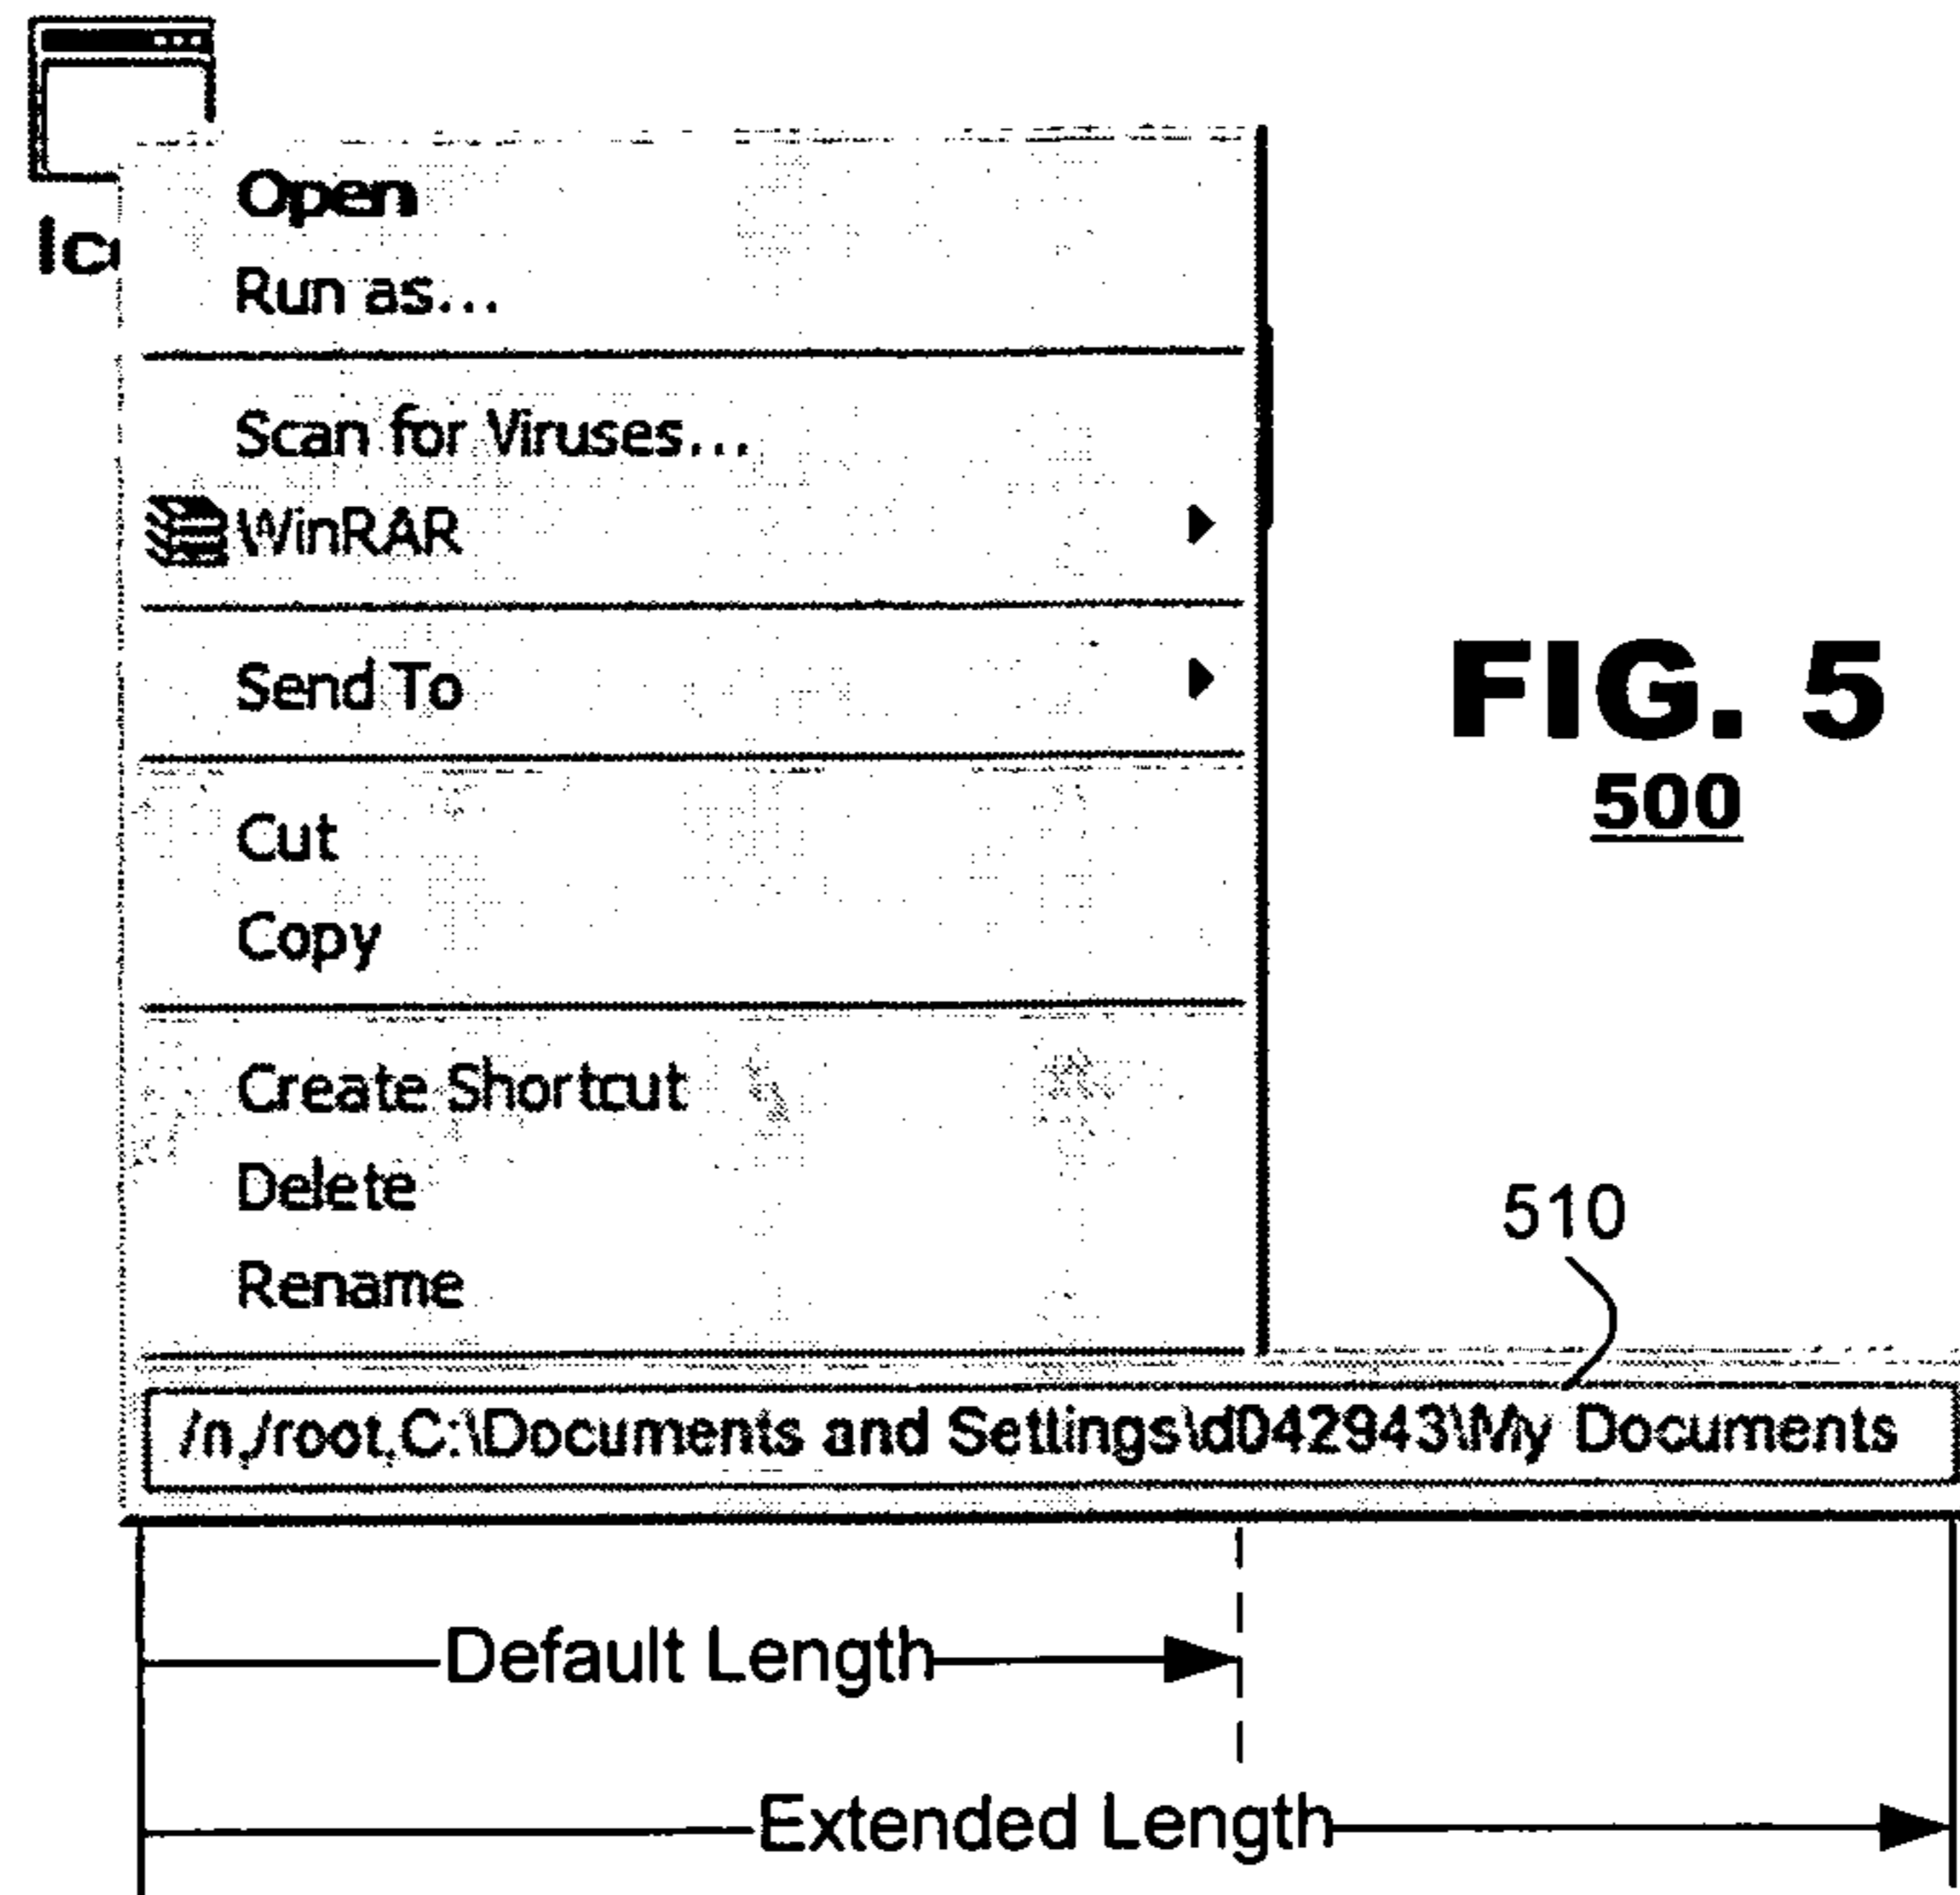 Open
Ico
Run as...
Scan for Viruses...
WinRAR
Send To
FIG. 5
500
Cut
Copy
Create Shortcut
Delete
510
Rename
/n,/root,C:\Documents and Settings\d042943\My Documents
Default Length
Extended Length